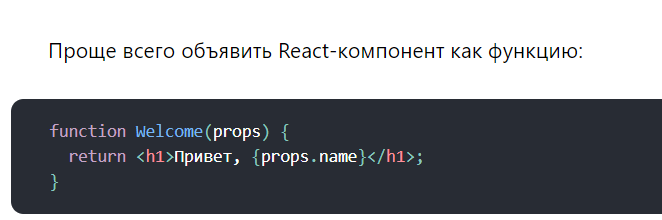 Проще всего объявить React-компонент как функцию:
function Welcome(props) {
  return <h1>Привет, {props.name}</h1>;
}